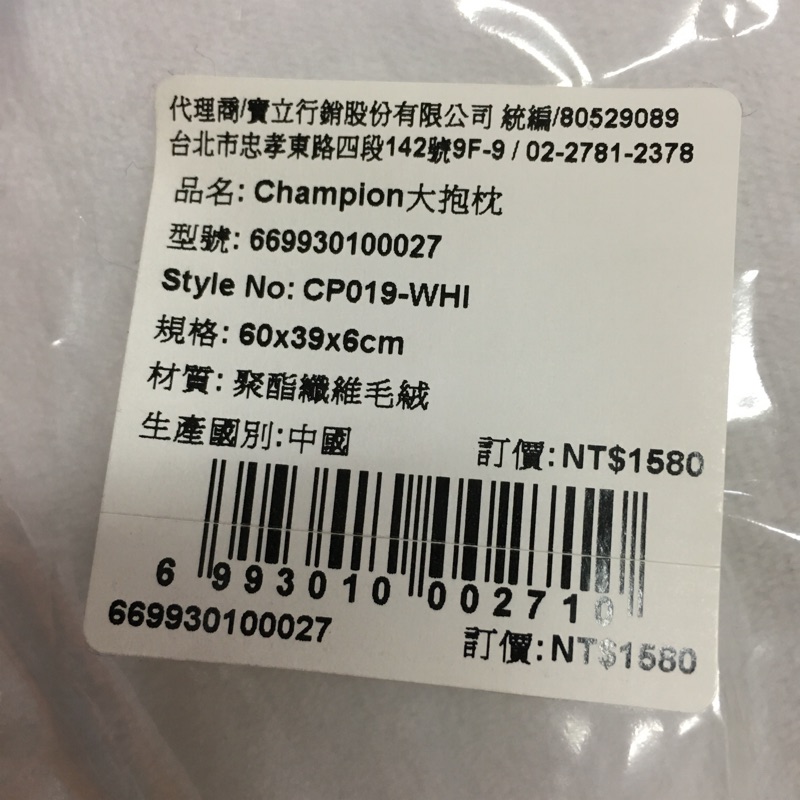 代理商/寶立行銷股份有限公司 統編/80529089
台北市忠孝東路四段142號9F-9 / 02-2781-2378
品名: Champion大抱枕
型號: 669930100027
Style No: CP019-WHI
規格: 60x39x6cm
材質: 聚酯纖維毛絨
生產國別:中國
訂價:NT$1580
6 993010 002710
669930100027
訂價:NT$1580